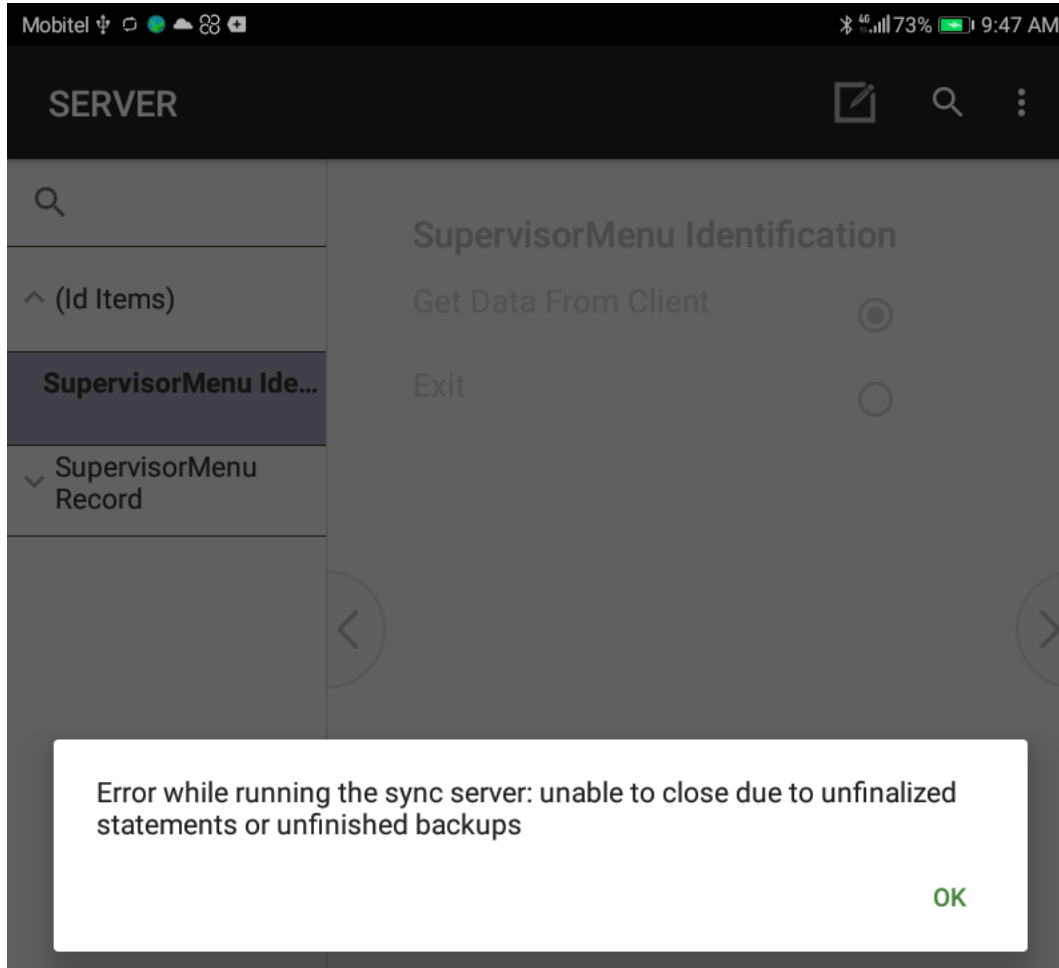 Mobitel
4G 73% 9:47 AM
SERVER
(Id Items)
SupervisorMenu Ide...
SupervisorMenu
Record
SupervisorMenu Identification
Get Data From Client
Exit
Error while running the sync server: unable to close due to unfinalized
statements or unfinished backups
OK